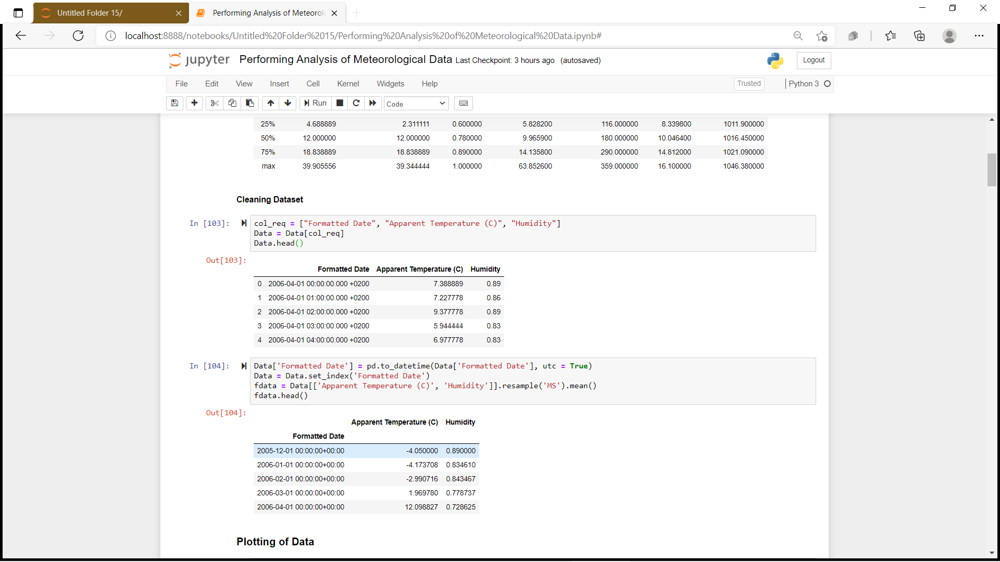 Untitled Folder 15/
Performing Analysis of Meteorol
localhost:8888/notebooks/Untitled%20Folder%2015/Performing%20Analysis%20of%20Meteorological%20Data.ipynb#
jupyter Performing Analysis of Meteorological Data Last Checkpoint: 3 hours ago (autosaved) Logout
File Edit View Insert Cell Kernel Widgets Help Trusted Python 3
Run Code
25% 4.688889 2.311111 0.600000 5.828200 116.000000 8.339800 1011.900000
50% 12.000000 12.000000 0.780000 9.965900 180.000000 10.046400 1016.450000
75% 18.838889 18.838889 0.890000 14.135800 290.000000 14.812000 1021.090000
max 39.905556 39.344444 1.000000 63.852600 359.000000 16.100000 1046.380000
Cleaning Dataset
In [103]: col_req = ["Formatted Date", "Apparent Temperature (C)", "Humidity"]
Data = Data[col_req]
Data.head()
Out[103]:
Formatted Date Apparent Temperature (C) Humidity
0 2006-04-01 00:00:00.000 +0200 7.388889 0.89
1 2006-04-01 01:00:00.000 +0200 7.227778 0.86
2 2006-04-01 02:00:00.000 +0200 9.377778 0.89
3 2006-04-01 03:00:00.000 +0200 5.944444 0.83
4 2006-04-01 04:00:00.000 +0200 6.977778 0.83
In [104]: Data['Formatted Date'] = pd.to_datetime(Data['Formatted Date'], utc = True)
Data = Data.set_index('Formatted Date')
fdata = Data[['Apparent Temperature (C)', 'Humidity']].resample('MS').mean()
fdata.head()
Out[104]:
Apparent Temperature (C) Humidity
Formatted Date
2005-12-01 00:00:00+00:00 -4.050000 0.890000
2006-01-01 00:00:00+00:00 -4.173708 0.834610
2006-02-01 00:00:00+00:00 -2.990716 0.843467
2006-03-01 00:00:00+00:00 1.969780 0.778737
2006-04-01 00:00:00+00:00 12.098827 0.728625
Plotting of Data